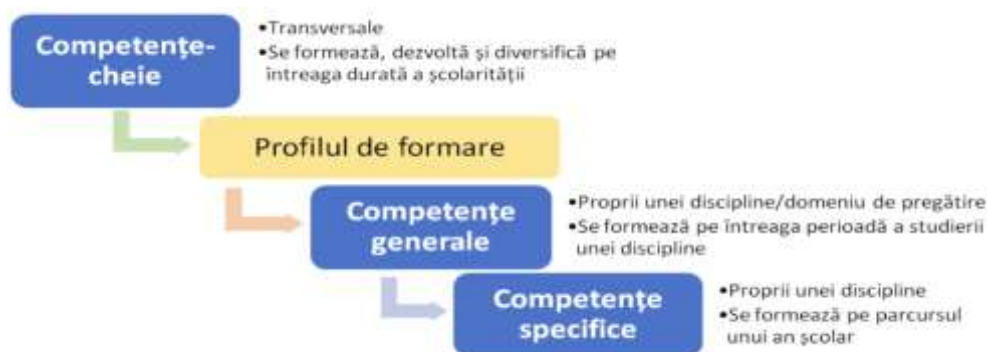 Competențe-
cheie
•Transversale
•Se formează, dezvoltă și diversifică pe
întreaga durată a școlarității
Profilul de formare
Competențe
generale
•Proprii unei discipline/domeniu de pregătire
•Se formează pe întreaga perioadă a studierii
unei discipline
Competențe
specifice
•Proprii unei discipline
•Se formează pe parcursul
unui an școlar